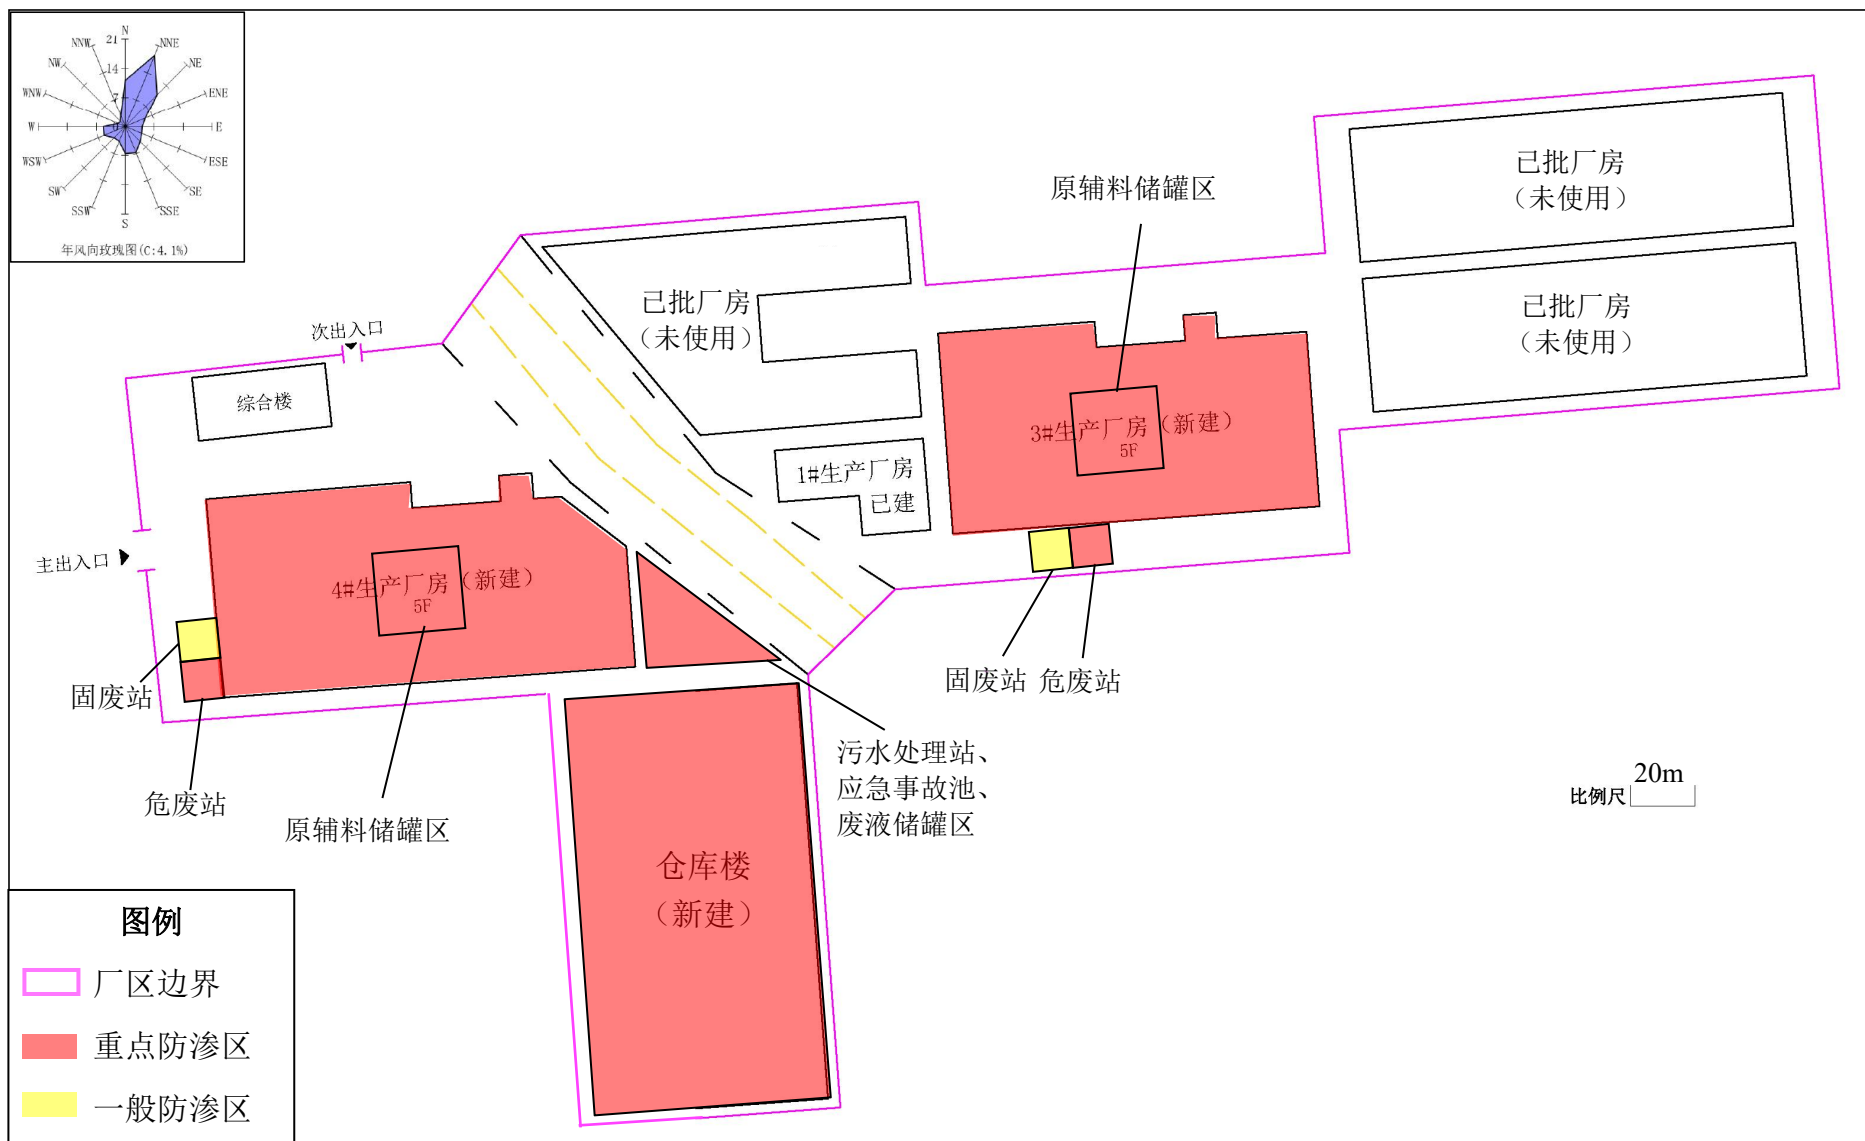 N
NNE
NE
ENE
E
ESE
SE
SSE
S
SSW
SW
WSW
W
WNW
NW
NNW
21
14
7
0
年风向玫瑰图(C:4.1%)
原辅料储罐区
已批厂房
（未使用）
已批厂房
（未使用）
已批厂房
（未使用）
次出入口
综合楼
3#生产厂房（新建）
5F
1#生产厂房
已建
主出入口
4#生产厂房（新建）
5F
固废站
危废站
原辅料储罐区
固废站
危废站
污水处理站、
应急事故池、
废液储罐区
20m
比例尺
仓库楼
（新建）
图例
厂区边界
重点防渗区
一般防渗区